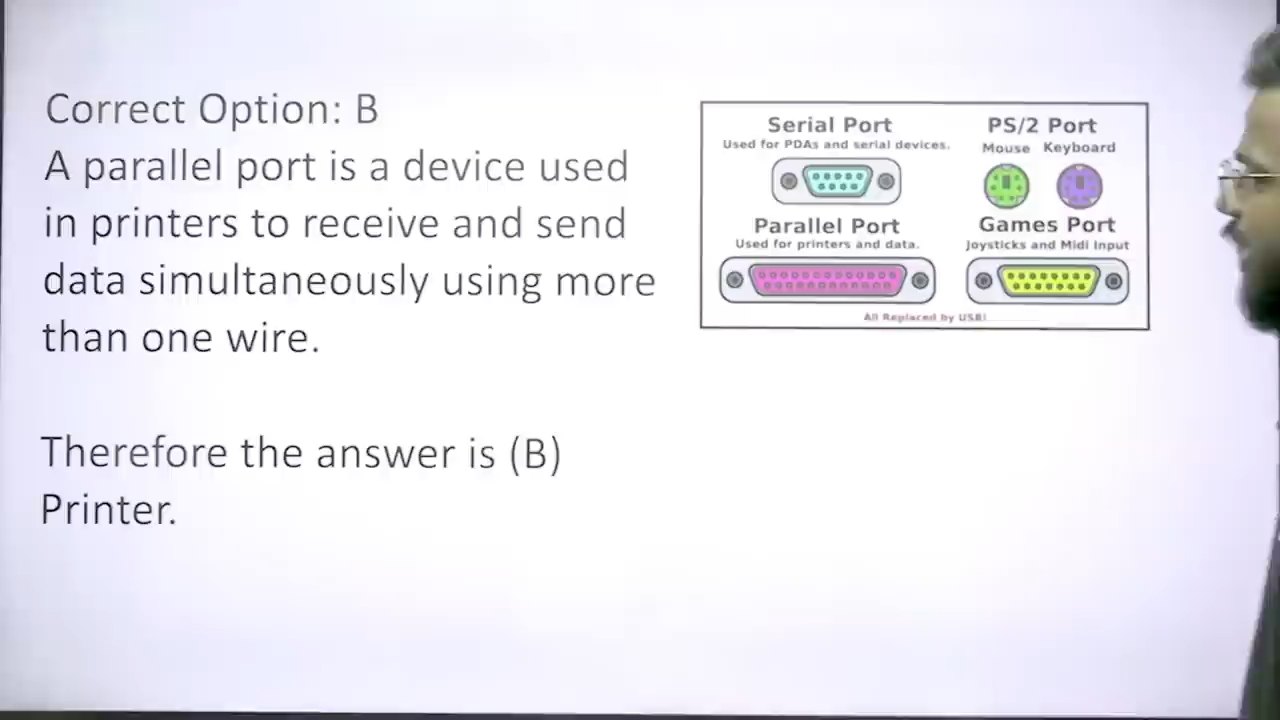 Correct Option: B
A parallel port is a device used
in printers to receive and send
data simultaneously using more
than one wire.
Therefore the answer is (B)
Printer.
Serial Port
Used for PDAs and serial devices.
PS/2 Port
Mouse Keyboard
Parallel Port
Used for printers and data.
Games Port
Joysticks and Midi Input
All Replaced by USB!